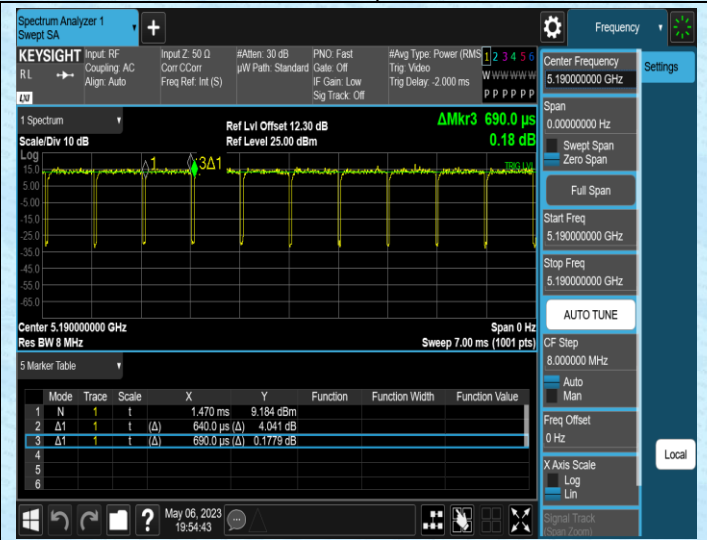 Spectrum Analyzer 1
Swept SA
Frequency
KEYSIGHT
RL
LXI
Input: RF
Coupling: AC
Align: Auto
Input Z: 50 Ω
Corr CCorr
Freq Ref: Int (S)
#Atten: 30 dB
µW Path: Standard
PNO: Fast
Gate: Off
IF Gain: Low
Sig Track: Off
#Avg Type: Power (RMS
Trig: Video
Trig Delay: -2.000 ms
1 2 3 4 5 6
W W W W W W
P P P P P P
1 Spectrum
Scale/Div 10 dB
Ref Lvl Offset 12.30 dB
Ref Level 25.00 dBm
ΔMkr3 690.0 µs
0.18 dB
Log
15.0
5.00
-5.00
-15.0
-25.0
-35.0
-45.0
-55.0
-65.0
1
3Δ1
TRIG LVL
Center 5.190000000 GHz
Res BW 8 MHz
Span 0 Hz
Sweep 7.00 ms (1001 pts)
5 Marker Table
Mode Trace Scale X Y Function Function Width Function Value
1 N 1 t 1.470 ms 9.184 dBm
2 Δ1 1 t (Δ) 640.0 µs (Δ) 4.041 dB
3 Δ1 1 t (Δ) 690.0 µs (Δ) 0.1779 dB
4
5
6
May 06, 2023
19:54:43
?
Center Frequency
5.190000000 GHz
Settings
Span
0.00000000 Hz
Swept Span
Zero Span
Full Span
Start Freq
5.190000000 GHz
Stop Freq
5.190000000 GHz
AUTO TUNE
CF Step
8.000000 MHz
Auto
Man
Freq Offset
0 Hz
X Axis Scale
Log
Lin
Local
Signal Track
(Span Zoom)